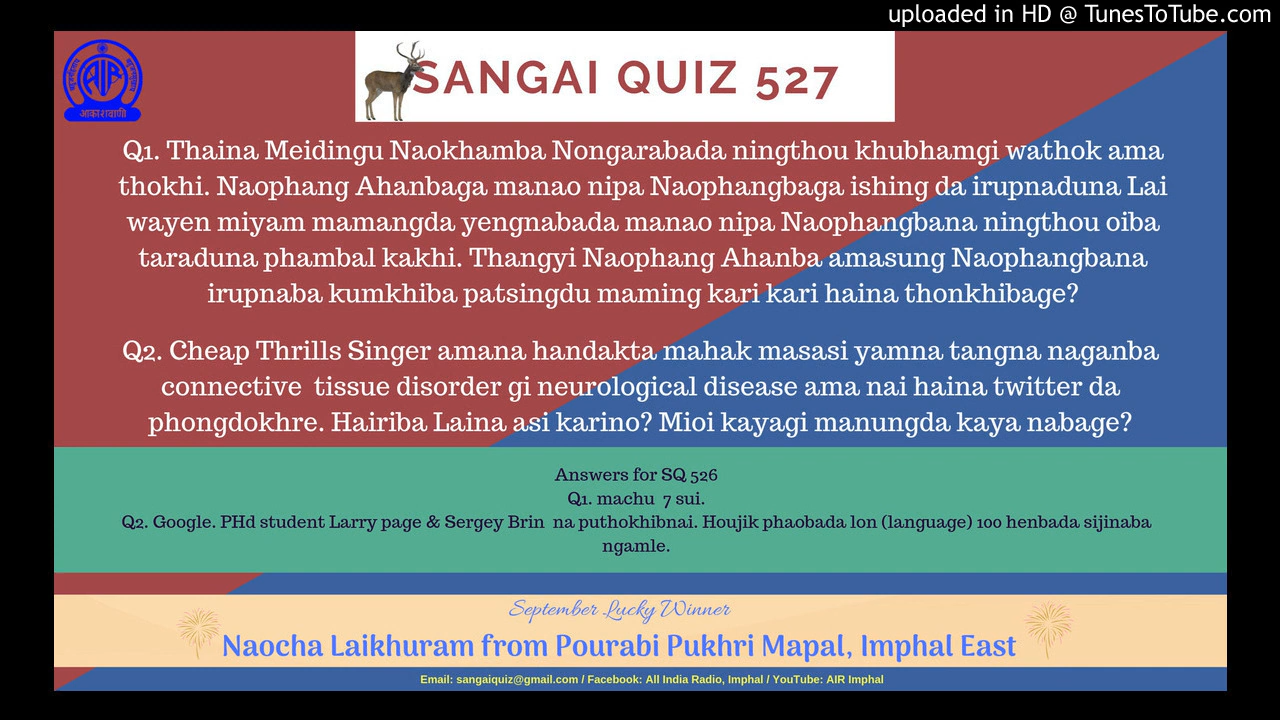 uploaded in HD @ TunesToTube.com
SANGAI QUIZ 527
आकाशवाणी
Q1. Thaina Meidingu Naokhamba Nongarabada ningthou khubhamgi wathok ama
thokhi. Naophang Ahanbaga manao nipa Naophangbaga ishing da irupnaduna Lai
wayen miyam mamangda yengnabada manao nipa Naophangbana ningthou oiba
taraduna phambal kakhi. Thangyi Naophang Ahanba amasung Naophangbana
irupnaba kumkhiba patsingdu maming kari kari haina thonkhibage?
Q2. Cheap Thrills Singer amana handakta mahak masasi yamna tangna naganba
connective tissue disorder gi neurological disease ama nai haina twitter da
phongdokhre. Hairiba Laina asi karino? Mioi kayagi manungda kaya nabage?
Answers for SQ 526
Q1. machu 7 sui.
Q2. Google. PHd student Larry page & Sergey Brin na puthokhibnai. Houjik phaobada lon (language) 100 henbada sijinaba
ngamle.
September Lucky Winner
Naocha Laikhuram from Pourabi Pukhri Mapal, Imphal East
Email: sangaiquiz@gmail.com / Facebook: All India Radio, Imphal / YouTube: AIR Imphal